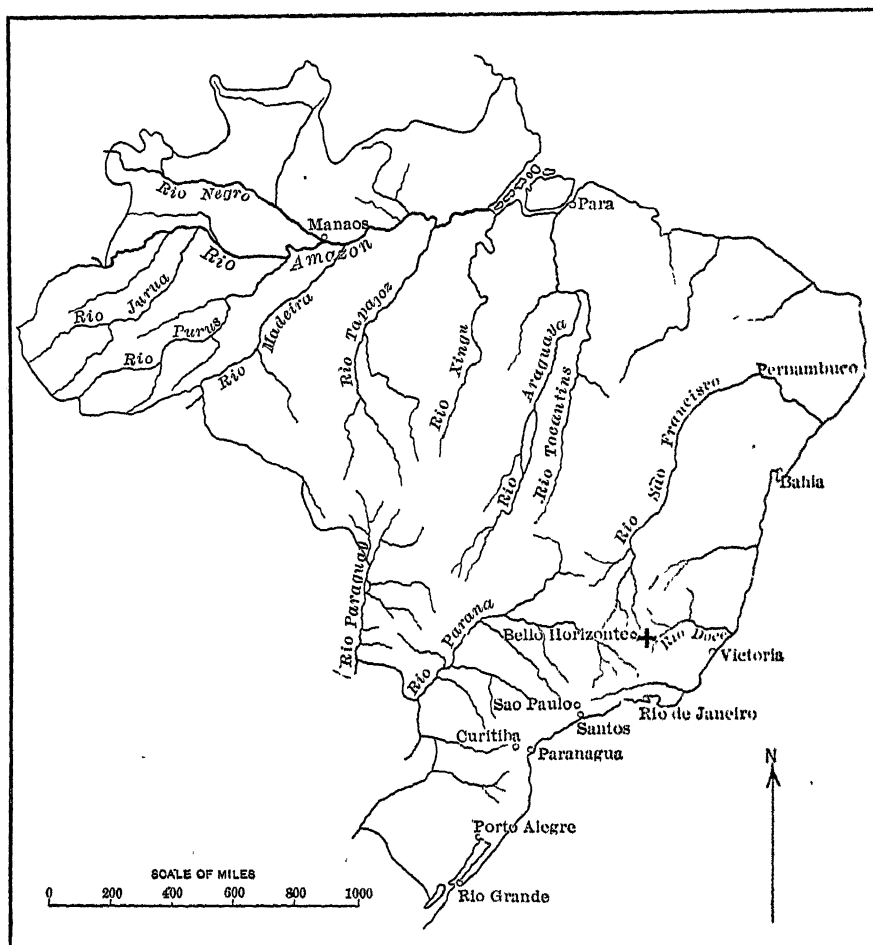 Rio Negro
Manaos
Para
Rio Amazon
Rio Jurua
Rio Purus
Rio Madeira
Rio Tapajoz
Rio Xingu
Rio Araguaya
Rio Tocantins
Rio São Francisco
Pernambuco
Bahia
Rio Paraguay
Rio Parana
Bello Horizonte
Rio Doce
Victoria
Sao Paulo
Santos
Rio de Janeiro
Curitiba
Paranagua
N
Porto Alegre
Rio Grande
SCALE OF MILES
0 200 400 600 800 1000